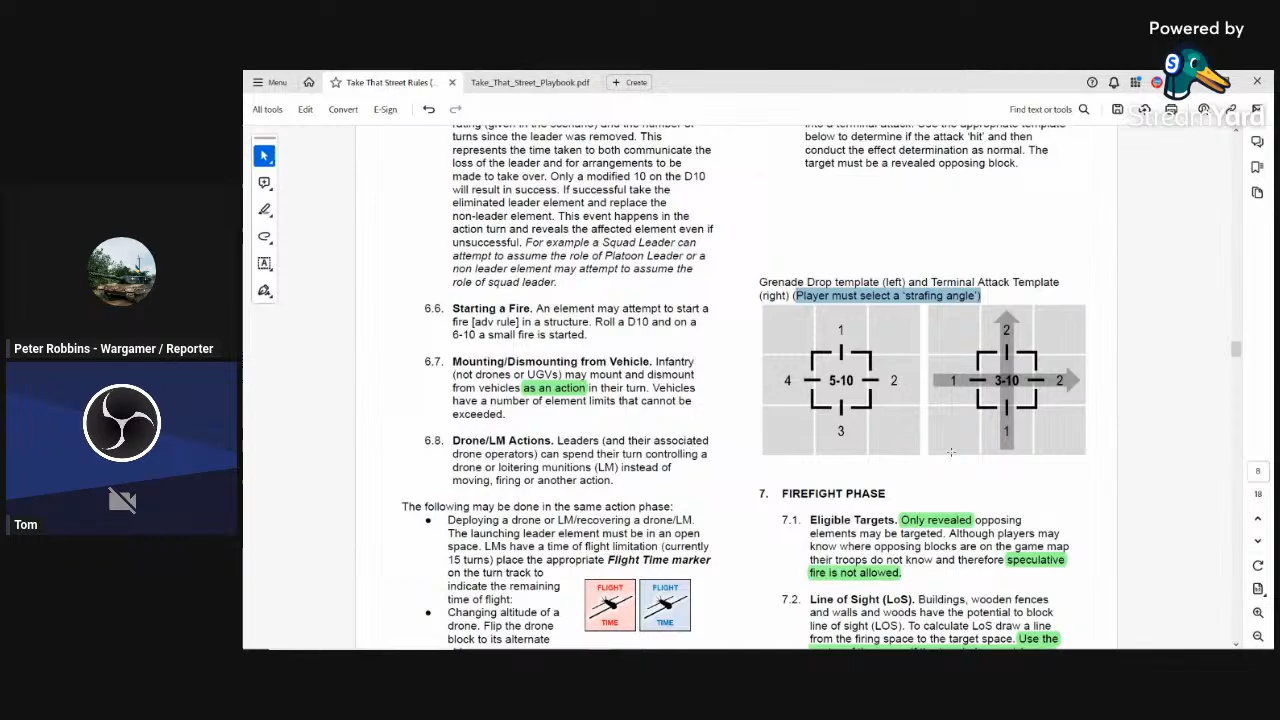 Powered by
StreamYard
Menu
Take That Street Rules (...
Take_That_Street_Playbook.pdf
Create
All tools
Edit
Convert
E-Sign
Find text or tools
rating (given in the scenario) and the number of
turns since the leader was removed. This
represents the time taken to both communicate the
loss of the leader and for arrangements to be
made to take over. Only a modified 10 on the D10
will result in success. If successful take the
eliminated leader element and replace the
non-leader element. This event happens in the
action turn and reveals the affected element even if
unsuccessful. For example a Squad Leader can
attempt to assume the role of Platoon Leader or a
non leader element may attempt to assume the
role of squad leader.
6.6. Starting a Fire. An element may attempt to start a
fire [adv rule] in a structure. Roll a D10 and on a
6-10 a small fire is started.
6.7. Mounting/Dismounting from Vehicle. Infantry
(not drones or UGVs) may mount and dismount
from vehicles as an action in their turn. Vehicles
have a number of element limits that cannot be
exceeded.
6.8. Drone/LM Actions. Leaders (and their associated
drone operators) can spend their turn controlling a
drone or loitering munitions (LM) instead of
moving, firing or another action.
The following may be done in the same action phase:
● Deploying a drone or LM/recovering a drone/LM.
The launching leader element must be in an open
space. LMs have a time of flight limitation (currently
15 turns) place the appropriate Flight Time marker
on the turn track to
indicate the remaining
time of flight:
● Changing altitude of a
drone. Flip the drone
block to its alternate
FLIGHT
TIME
FLIGHT
TIME
into a terminal attack. Use the appropriate template
below to determine if the attack 'hit' and then
conduct the effect determination as normal. The
target must be a revealed opposing block.
Grenade Drop template (left) and Terminal Attack Template
(right) (Player must select a 'strafing angle')
1
4 5-10 2
3
2
1 3-10 2
1
7. FIREFIGHT PHASE
7.1. Eligible Targets. Only revealed opposing
elements may be targeted. Although players may
know where opposing blocks are on the game map
their troops do not know and therefore speculative
fire is not allowed.
7.2. Line of Sight (LoS). Buildings, wooden fences
and walls and woods have the potential to block
line of sight (LOS). To calculate LoS draw a line
from the firing space to the target space. Use the
8
18
Peter Robbins - Wargamer / Reporter
Tom